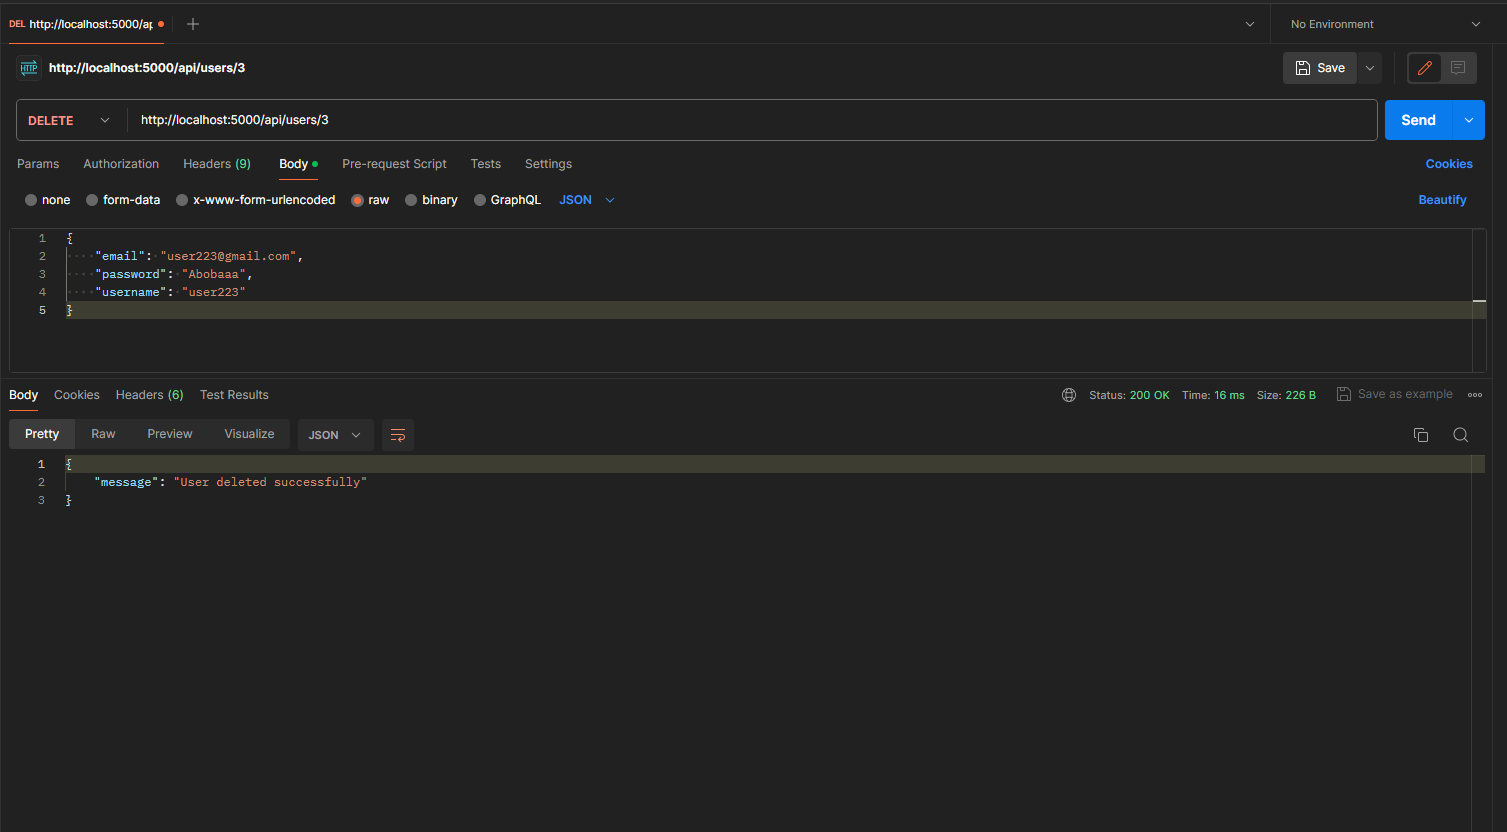 DEL http://localhost:5000/ap
No Environment
HTTP http://localhost:5000/api/users/3
Save
DELETE http://localhost:5000/api/users/3
Send
Params Authorization Headers (9) Body Pre-request Script Tests Settings
Cookies
none form-data x-www-form-urlencoded raw binary GraphQL JSON
Beautify
1 {
2 "email": "user223@gmail.com",
3 "password": "Abobaaa",
4 "username": "user223"
5 }
Body Cookies Headers (6) Test Results
Status: 200 OK Time: 16 ms Size: 226 B Save as example
Pretty Raw Preview Visualize JSON
1 {
2 "message": "User deleted successfully"
3 }